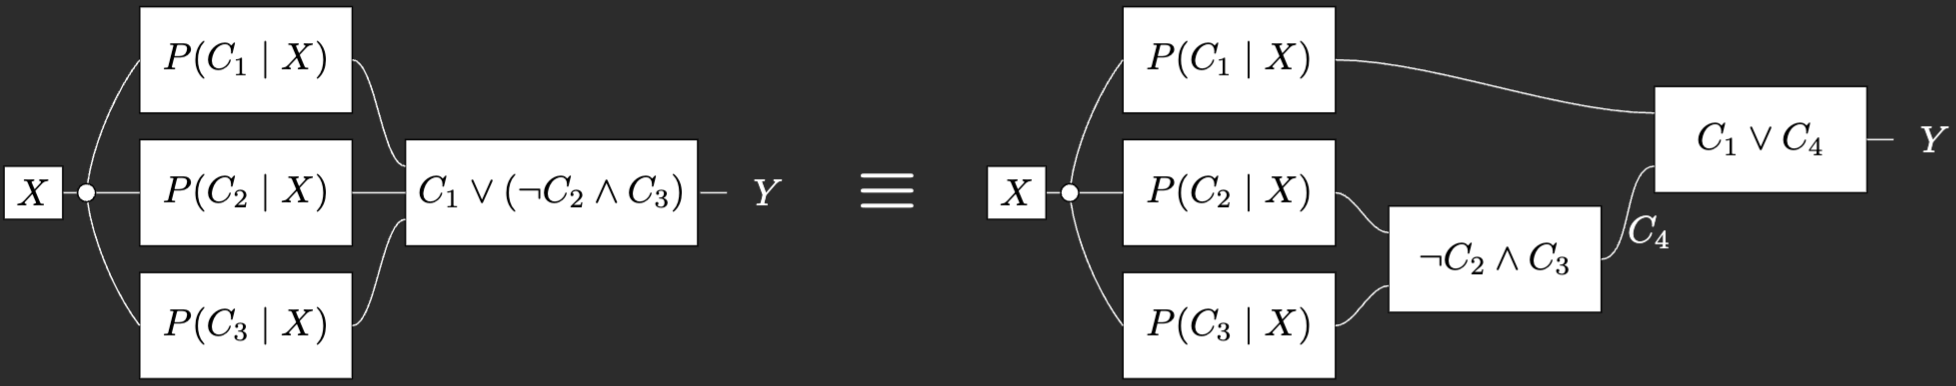 X
P(C₁ | X)
P(C₂ | X)
P(C₃ | X)
C₁ ∨ (¬C₂ ∧ C₃)
Y
≡
X
P(C₁ | X)
P(C₂ | X)
P(C₃ | X)
¬C₂ ∧ C₃
C₄
C₁ ∨ C₄
Y